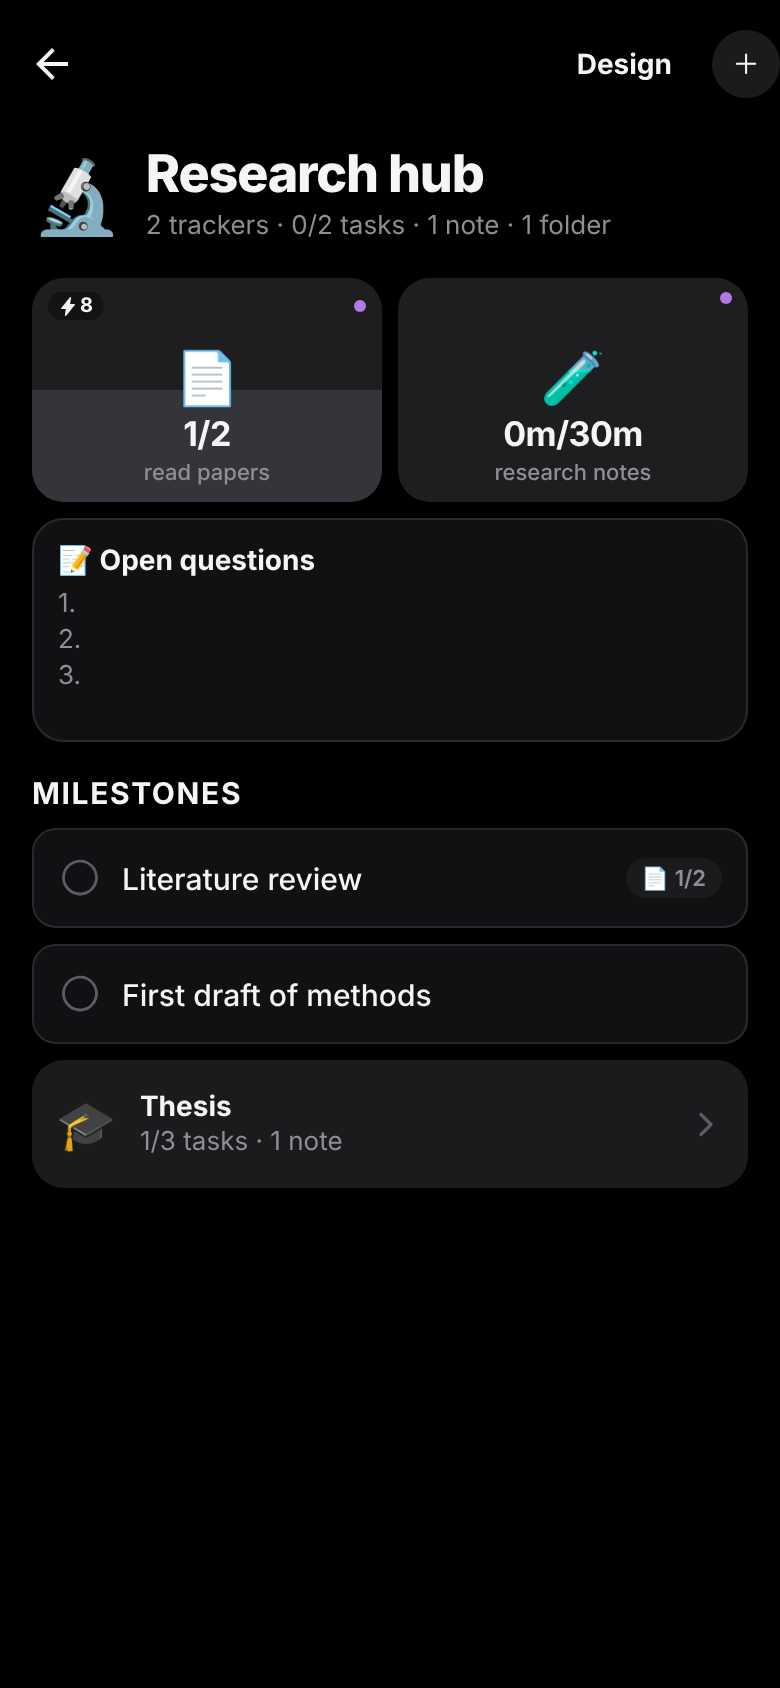 Design
Research hub
2 trackers · 0/2 tasks · 1 note · 1 folder
8
1/2
read papers
0m/30m
research notes
Open questions
1.
2.
3.
MILESTONES
Literature review
1/2
First draft of methods
Thesis
1/3 tasks · 1 note